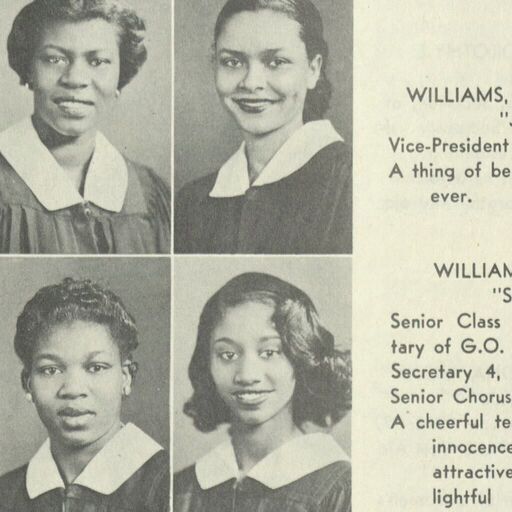 WILLIAMS,
"S
Vice-President
A thing of be
ever.
WILLIAM
"S
Senior Class
tary of G.O.
Secretary 4,
Senior Chorus
A cheerful te
innocence
attractive
lightful